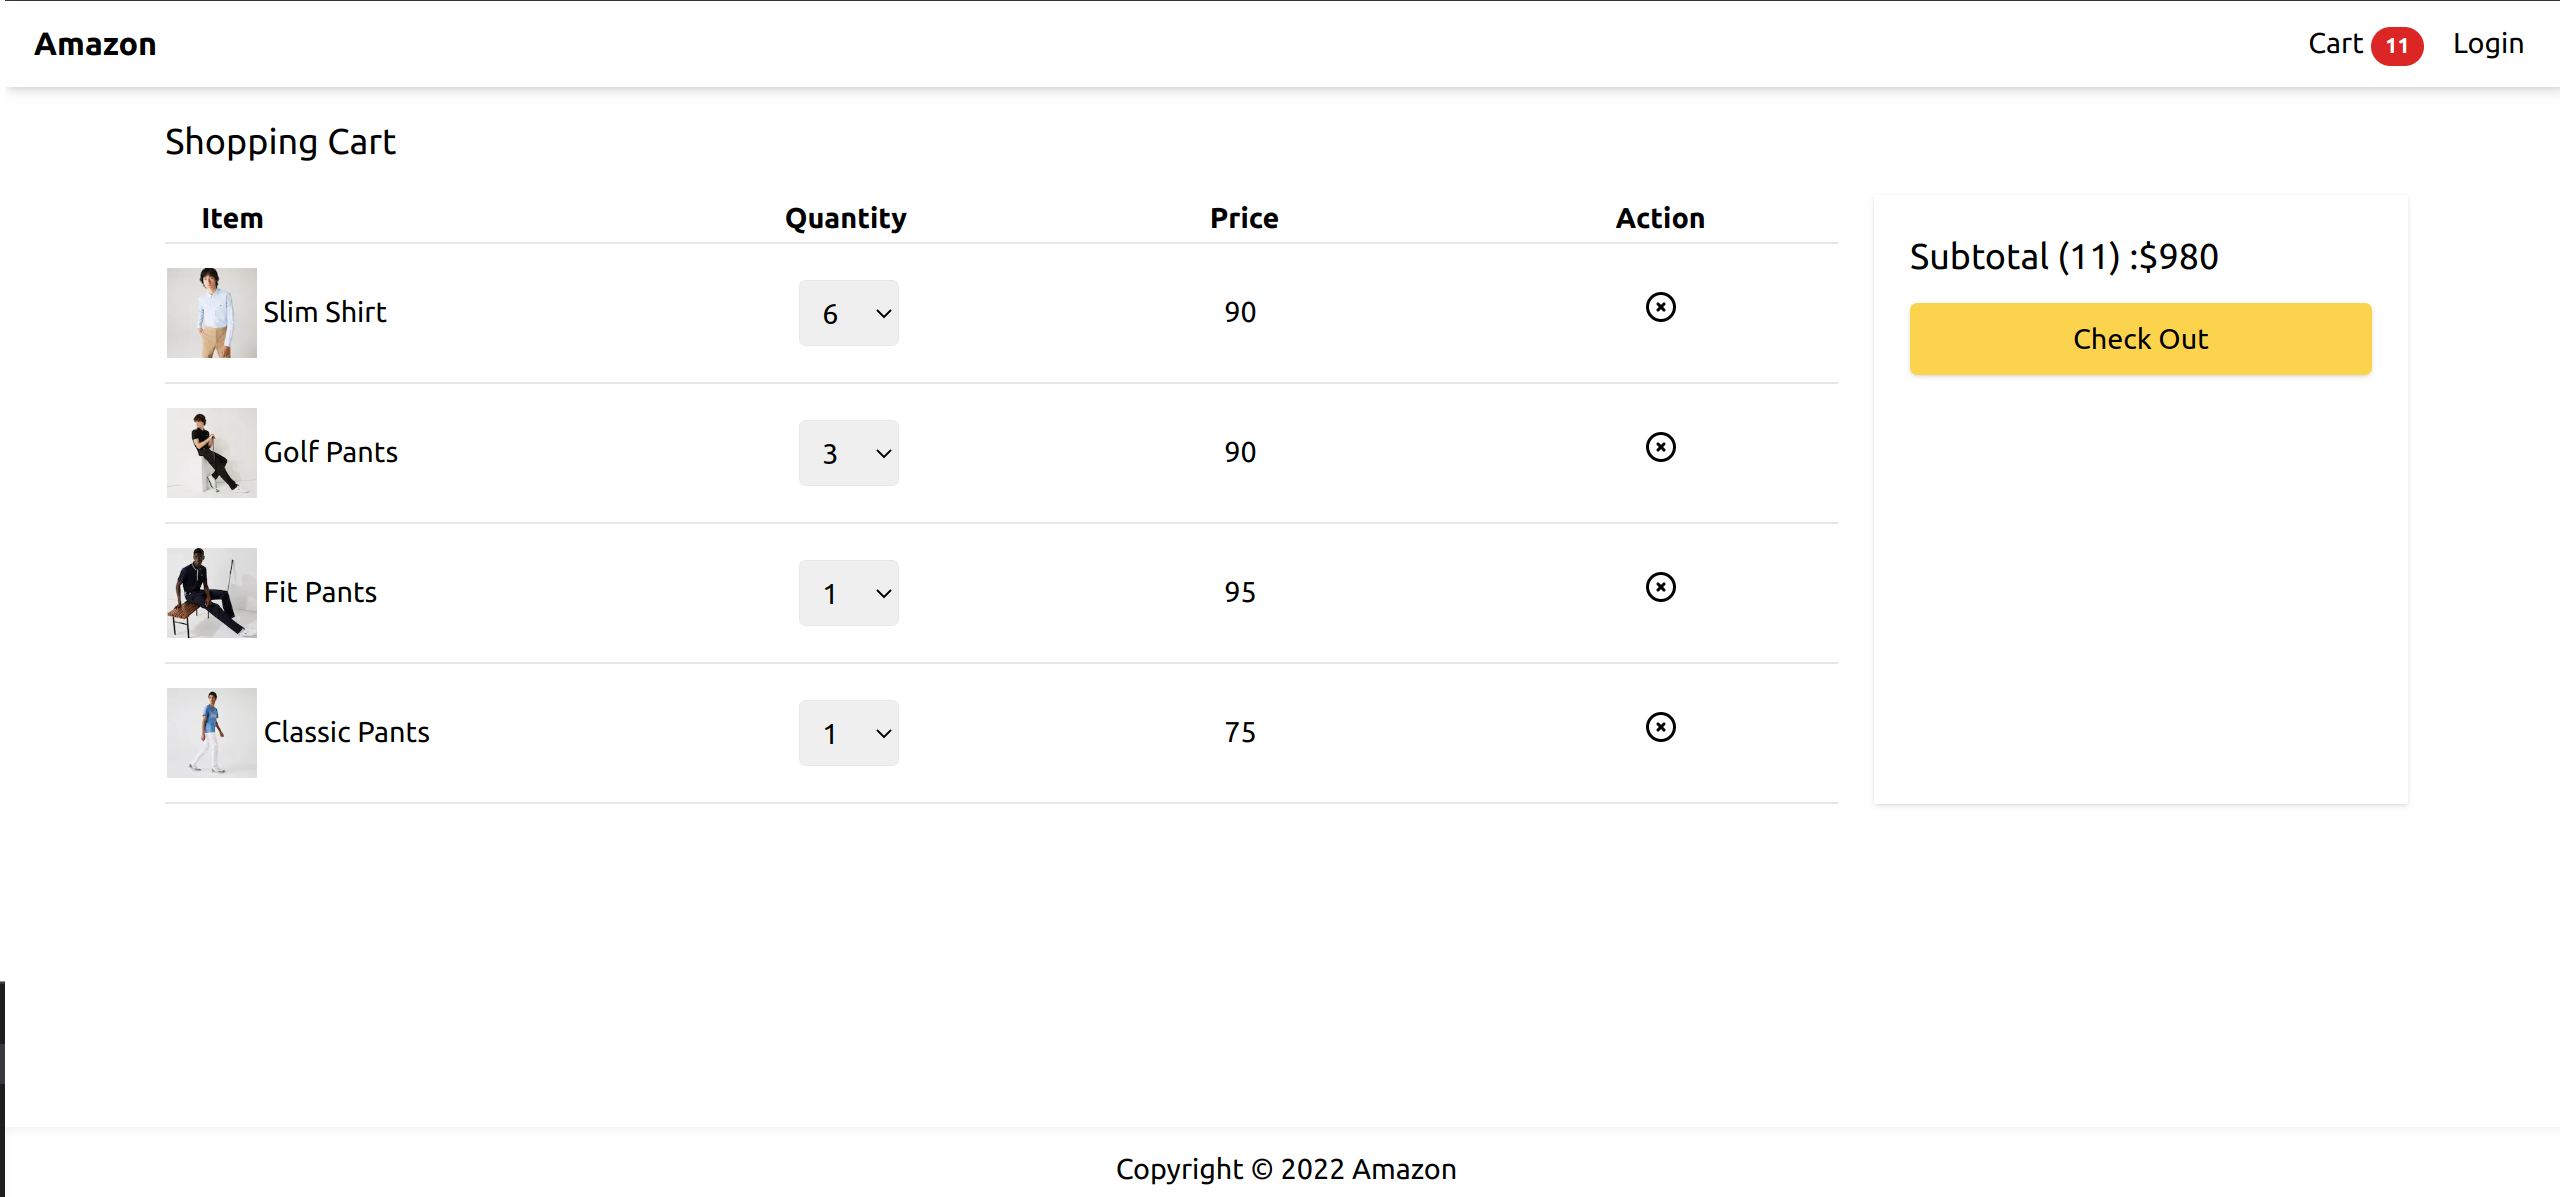 Amazon
Cart 11 Login
Shopping Cart
Item Quantity Price Action
Slim Shirt 6 90
Golf Pants 3 90
Fit Pants 1 95
Classic Pants 1 75
Subtotal (11) :$980
Check Out
Copyright © 2022 Amazon